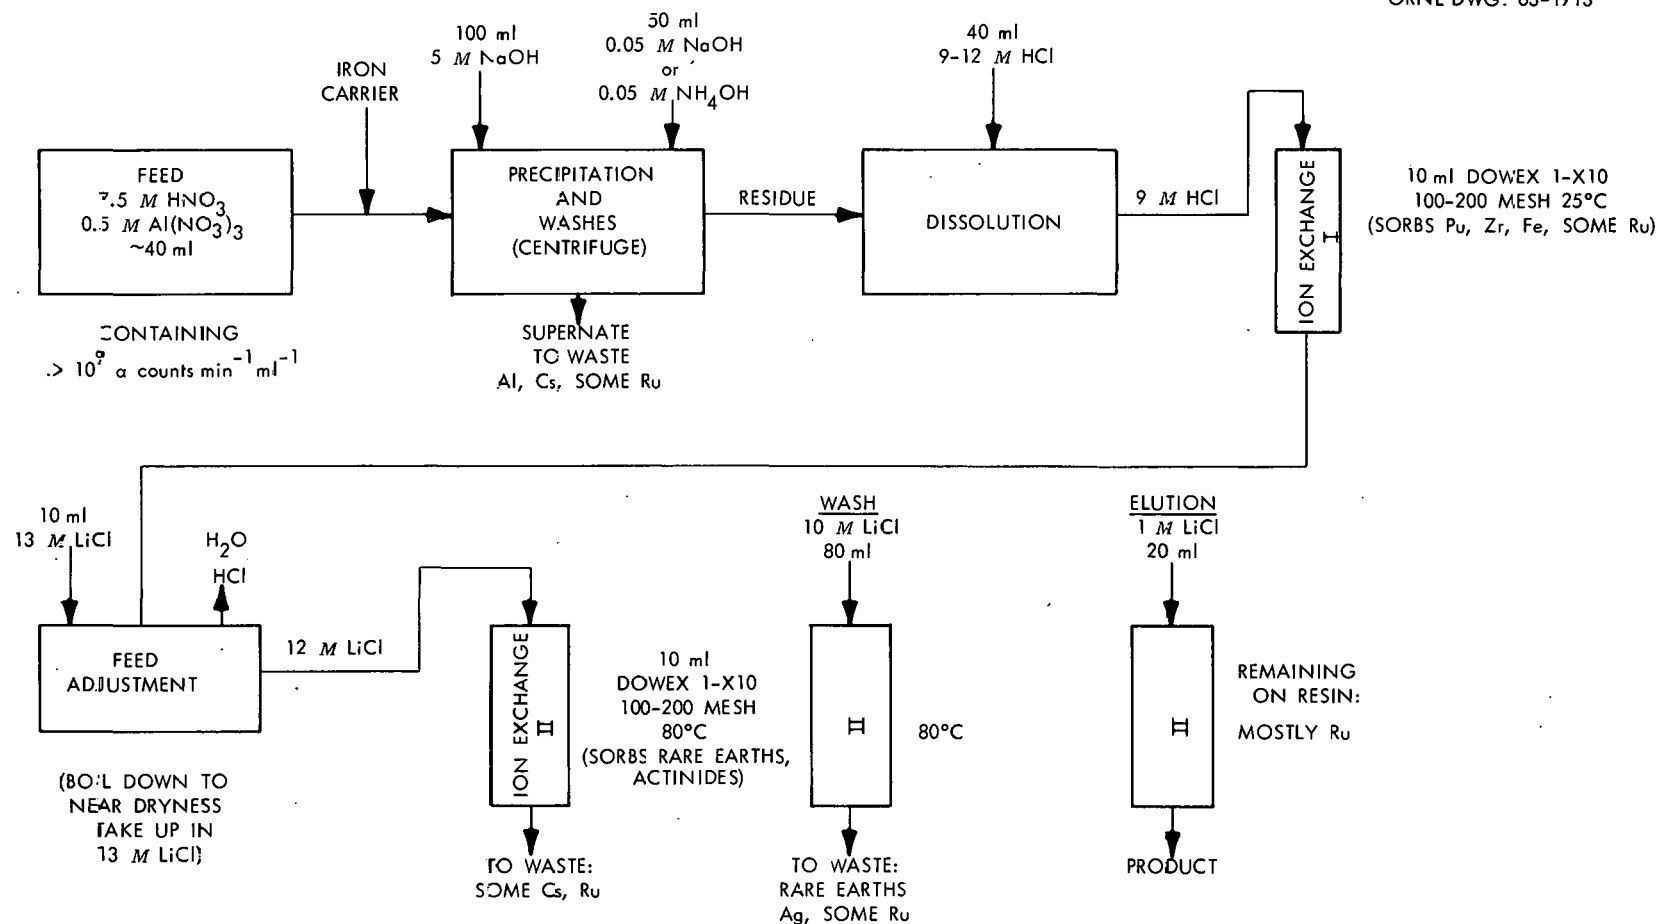 ORNL DWG. 63-1913
IRON
CARRIER
100 ml
5 M NaOH
50 ml
0.05 M NaOH
or
0.05 M NH4OH
40 ml
9-12 M HCl
FEED
7.5 M HNO3
0.5 M Al(NO3)3
~40 ml
CONTAINING
> 10 α counts min-1 ml-1
PRECIPITATION
AND
WASHES
(CENTRIFUGE)
SUPERNATE
TO WASTE
Al, Cs, SOME Ru
RESIDUE
DISSOLUTION
9 M HCl
ION EXCHANGE
I
10 ml DOWEX 1-X10
100-200 MESH 25°C
(SORBS Pu, Zr, Fe, SOME Ru)
10 ml
13 M LiCl
H2O
HCl
FEED
ADJUSTMENT
(BOIL DOWN TO
NEAR DRYNESS
TAKE UP IN
13 M LiCl)
12 M LiCl
ION EXCHANGE
II
10 ml
DOWEX 1-X10
100-200 MESH
80°C
(SORBS RARE EARTHS,
ACTINIDES)
TO WASTE:
SOME Cs, Ru
WASH
10 M LiCl
80 ml
II
80°C
TO WASTE:
RARE EARTHS
Ag, SOME Ru
ELUTION
1 M LiCl
20 ml
II
REMAINING
ON RESIN:
MOSTLY Ru
PRODUCT